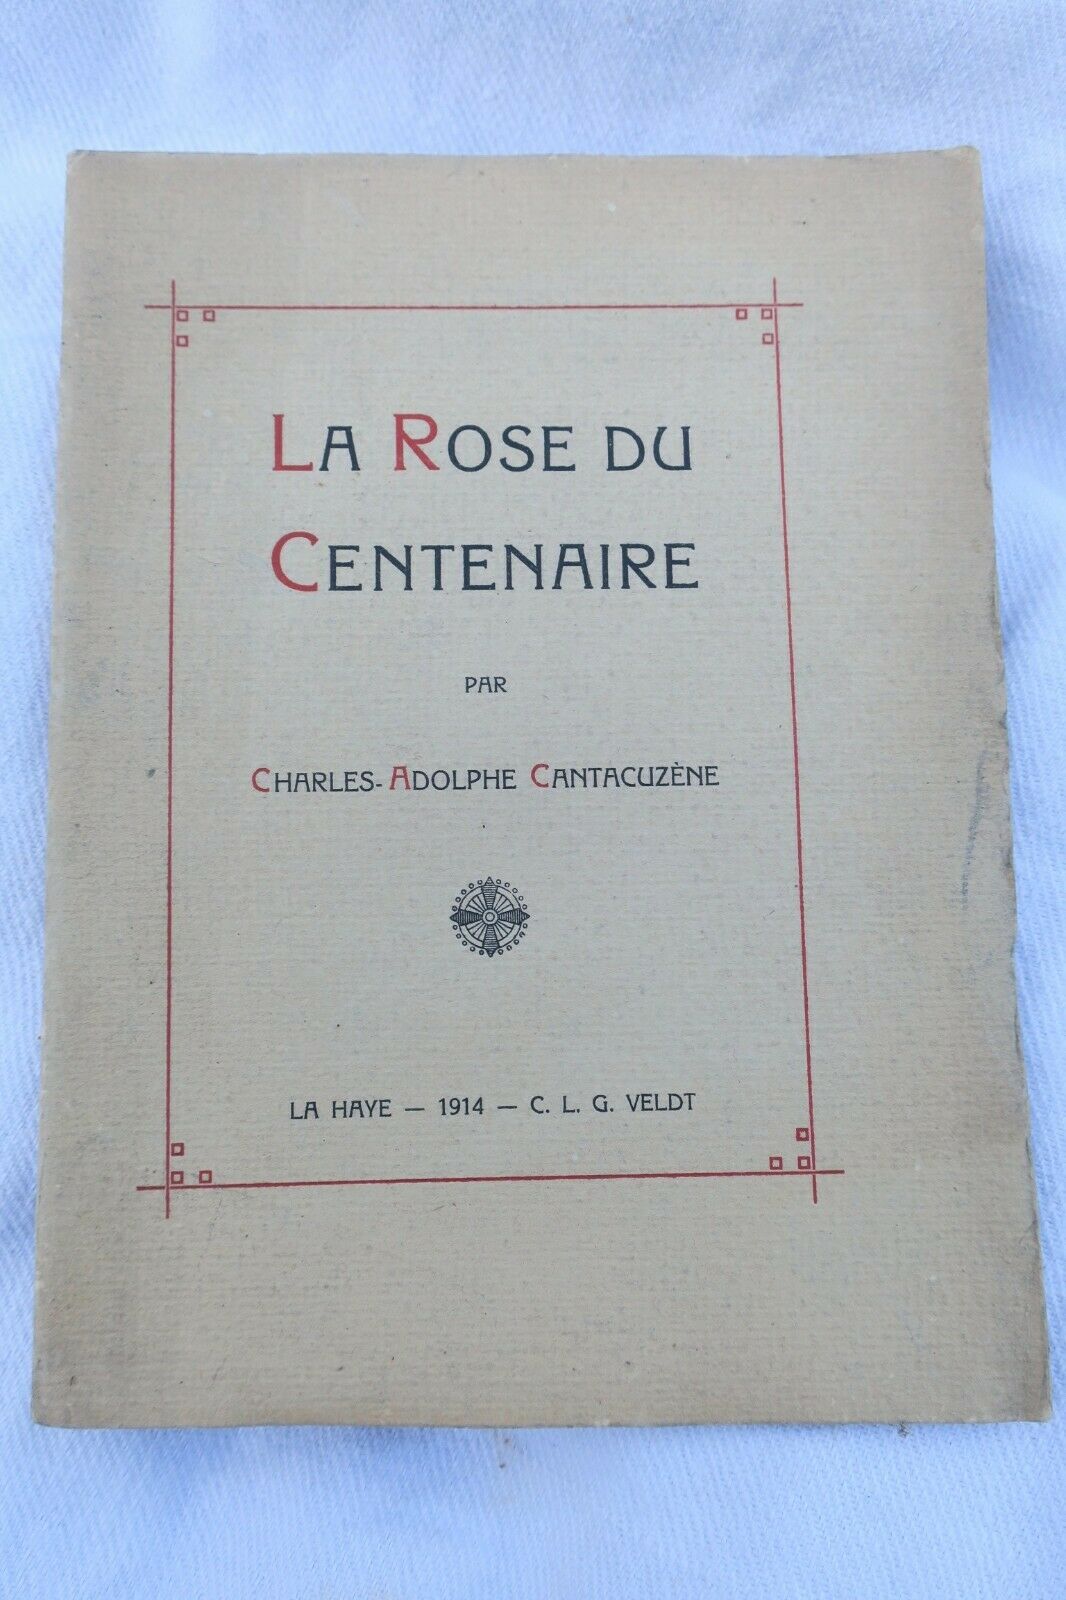 LA ROSE DU
CENTENAIRE
PAR
CHARLES-ADOLPHE CANTACUZÈNE
LA HAYE — 1914 — C. L. G. VELDT